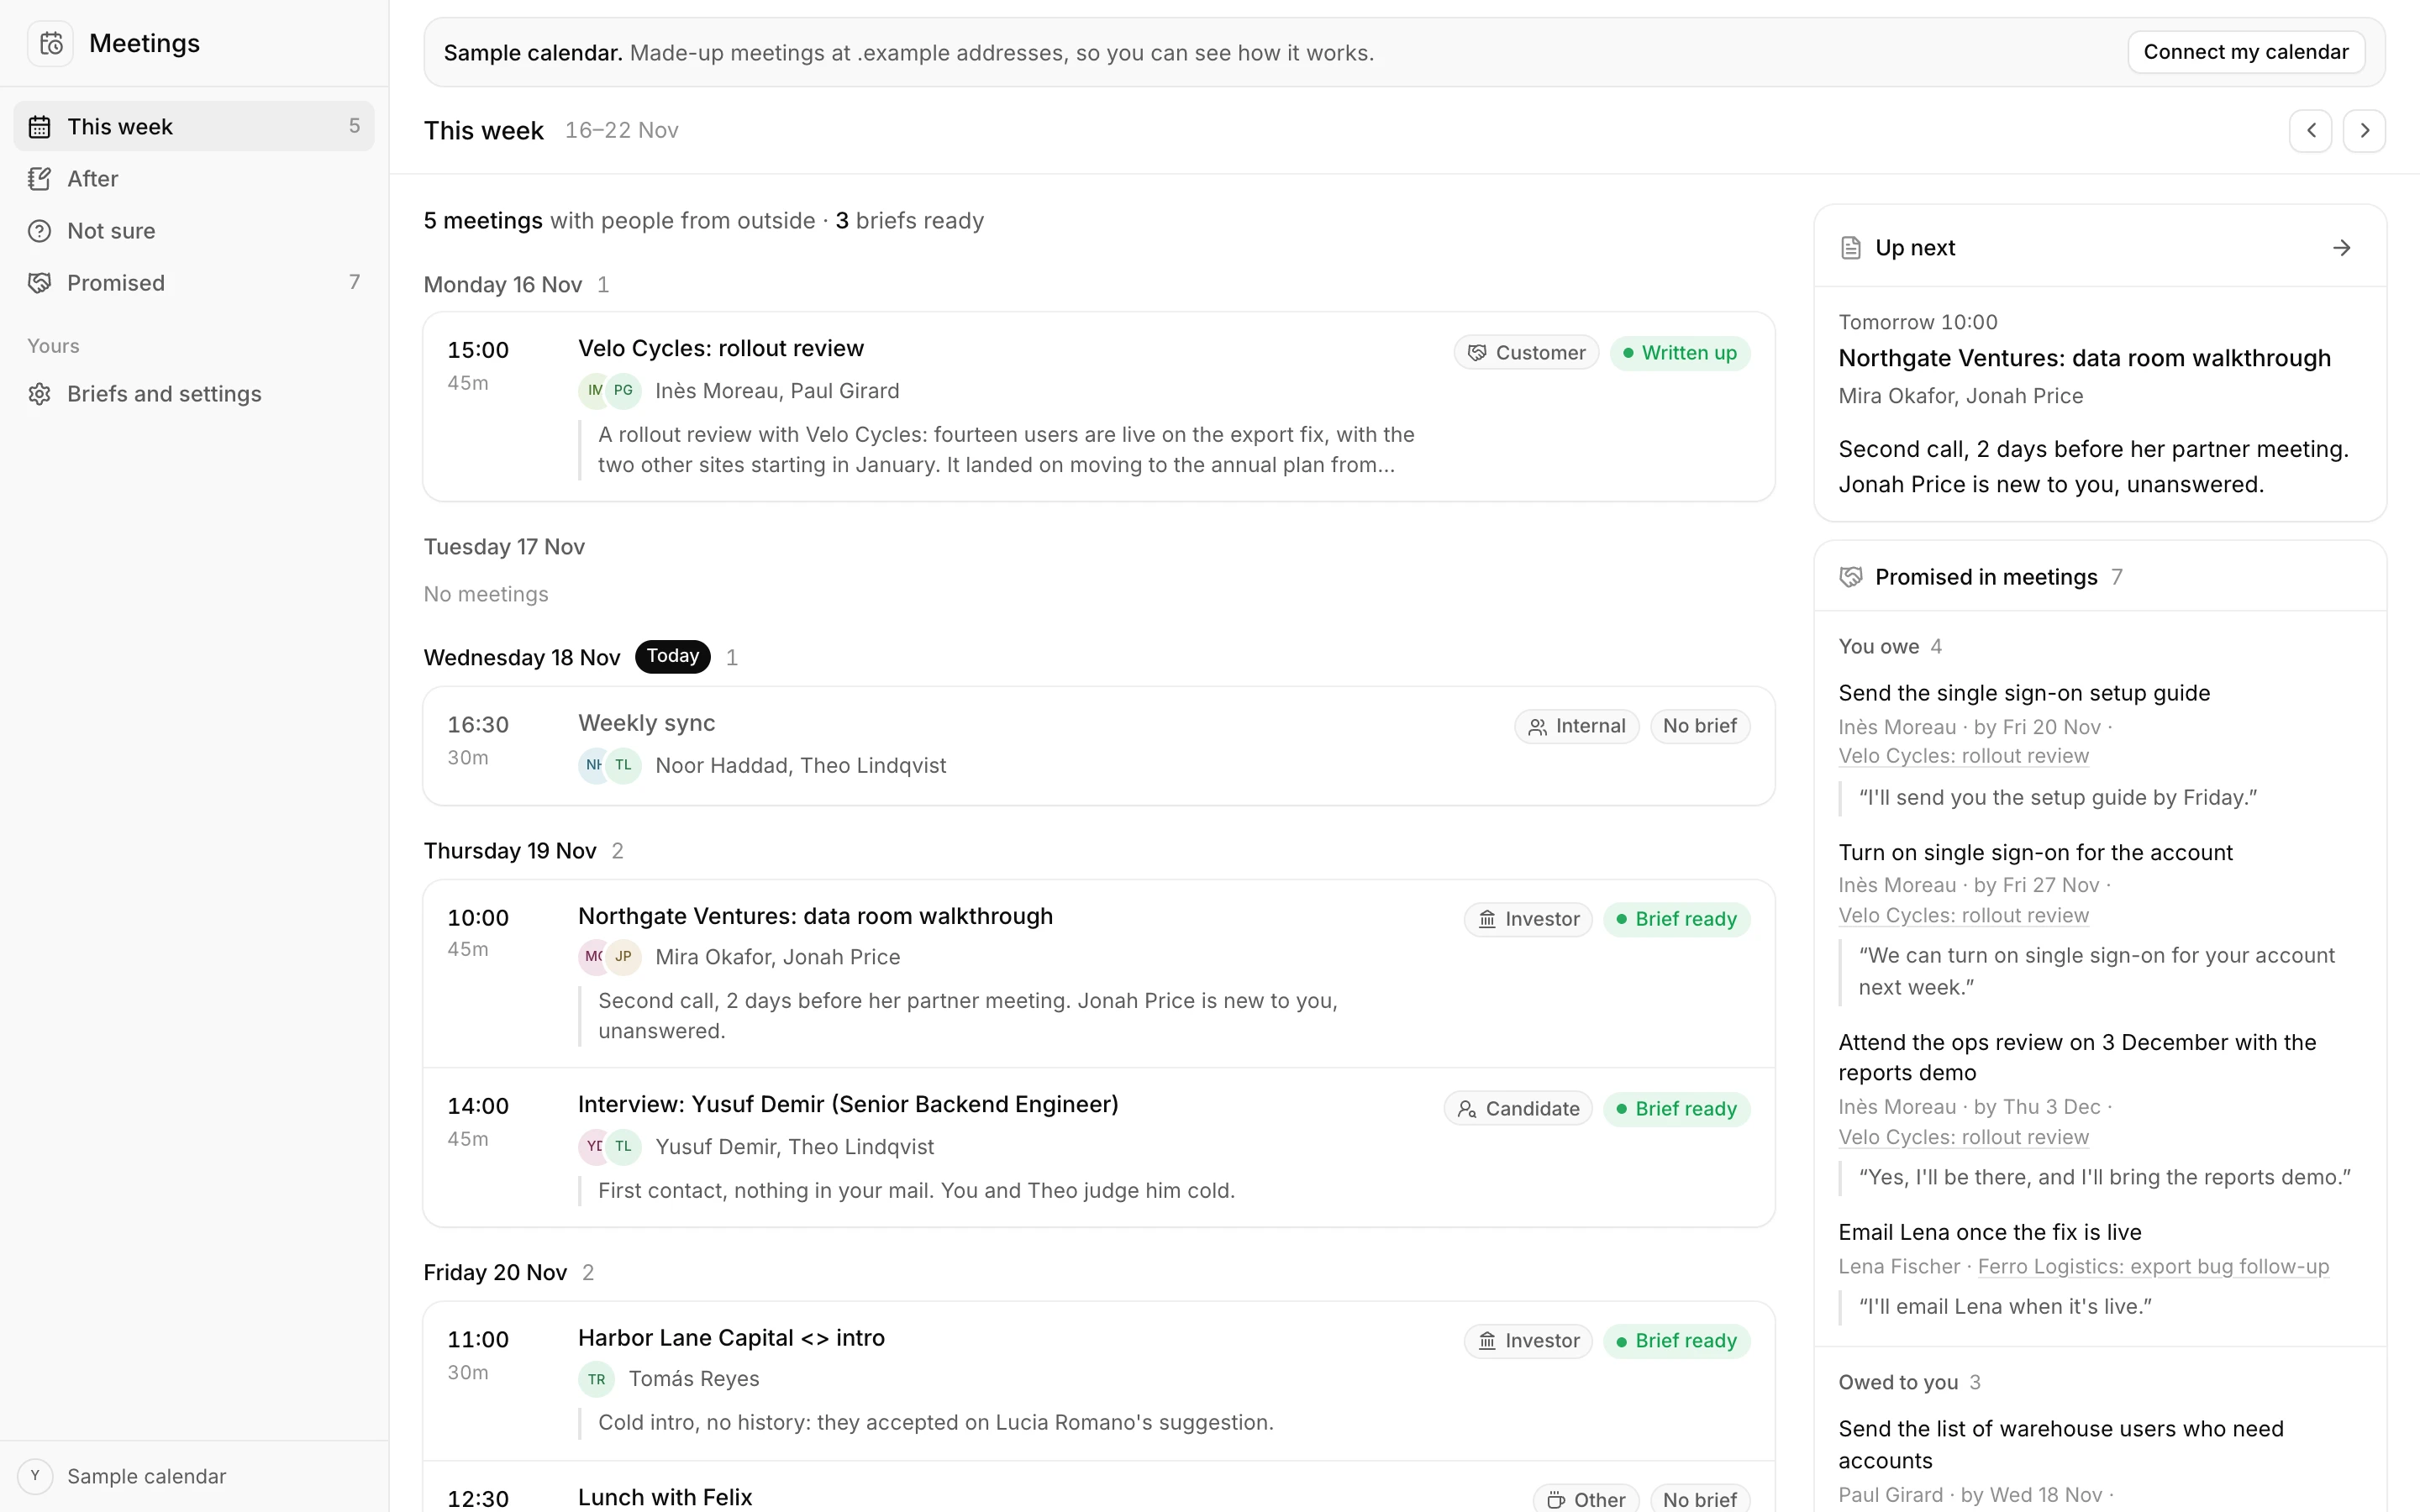 Meetings
This week 5
After
Not sure
Promised 7
Yours
Briefs and settings
Y Sample calendar
Sample calendar. Made-up meetings at .example addresses, so you can see how it works.
Connect my calendar
This week 16–22 Nov
5 meetings with people from outside · 3 briefs ready
Monday 16 Nov 1
15:00
45m
Velo Cycles: rollout review
Customer
Written up
IM PG Inès Moreau, Paul Girard
A rollout review with Velo Cycles: fourteen users are live on the export fix, with the
two other sites starting in January. It landed on moving to the annual plan from...
Tuesday 17 Nov
No meetings
Wednesday 18 Nov Today 1
16:30
30m
Weekly sync
Internal
No brief
NH TL Noor Haddad, Theo Lindqvist
Thursday 19 Nov 2
10:00
45m
Northgate Ventures: data room walkthrough
Investor
Brief ready
MO JP Mira Okafor, Jonah Price
Second call, 2 days before her partner meeting. Jonah Price is new to you,
unanswered.
14:00
45m
Interview: Yusuf Demir (Senior Backend Engineer)
Candidate
Brief ready
YD TL Yusuf Demir, Theo Lindqvist
First contact, nothing in your mail. You and Theo judge him cold.
Friday 20 Nov 2
11:00
30m
Harbor Lane Capital <> intro
Investor
Brief ready
TR Tomás Reyes
Cold intro, no history: they accepted on Lucia Romano's suggestion.
12:30
Lunch with Felix
Other
No brief
Up next
Tomorrow 10:00
Northgate Ventures: data room walkthrough
Mira Okafor, Jonah Price
Second call, 2 days before her partner meeting.
Jonah Price is new to you, unanswered.
Promised in meetings 7
You owe 4
Send the single sign-on setup guide
Inès Moreau · by Fri 20 Nov ·
Velo Cycles: rollout review
“I'll send you the setup guide by Friday.”
Turn on single sign-on for the account
Inès Moreau · by Fri 27 Nov ·
Velo Cycles: rollout review
“We can turn on single sign-on for your account
next week.”
Attend the ops review on 3 December with the
reports demo
Inès Moreau · by Thu 3 Dec ·
Velo Cycles: rollout review
“Yes, I'll be there, and I'll bring the reports demo.”
Email Lena once the fix is live
Lena Fischer · Ferro Logistics: export bug follow-up
“I'll email Lena when it's live.”
Owed to you 3
Send the list of warehouse users who need
accounts
Paul Girard · by Wed 18 Nov ·